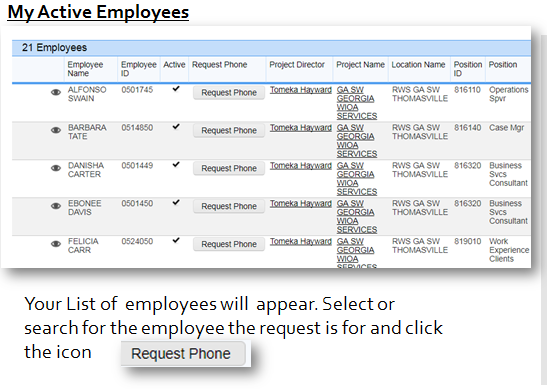 My Active Employees
21 Employees
Employee Name Employee ID Active Request Phone Project Director Project Name Location Name Position ID Position
ALFONSO SWAIN 0501745 ✔ Request Phone Tomeka Hayward GA SW GEORGIA WIOA SERVICES RWS GA SW THOMASVILLE 816110 Operations Spvr
BARBARA TATE 0514850 ✔ Request Phone Tomeka Hayward GA SW GEORGIA WIOA SERVICES RWS GA SW THOMASVILLE 816140 Case Mgr
DANISHA CARTER 0501449 ✔ Request Phone Tomeka Hayward GA SW GEORGIA WIOA SERVICES RWS GA SW THOMASVILLE 816320 Business Svcs Consultant
EBONEE DAVIS 0501450 ✔ Request Phone Tomeka Hayward GA SW GEORGIA WIOA SERVICES RWS GA SW THOMASVILLE 816320 Business Svcs Consultant
FELICIA CARR 0524050 ✔ Request Phone Tomeka Hayward GA SW GEORGIA WIOA SERVICES RWS GA SW THOMASVILLE 819010 Work Experience Clients
Your List of employees will appear. Select or
search for the employee the request is for and click
the icon Request Phone